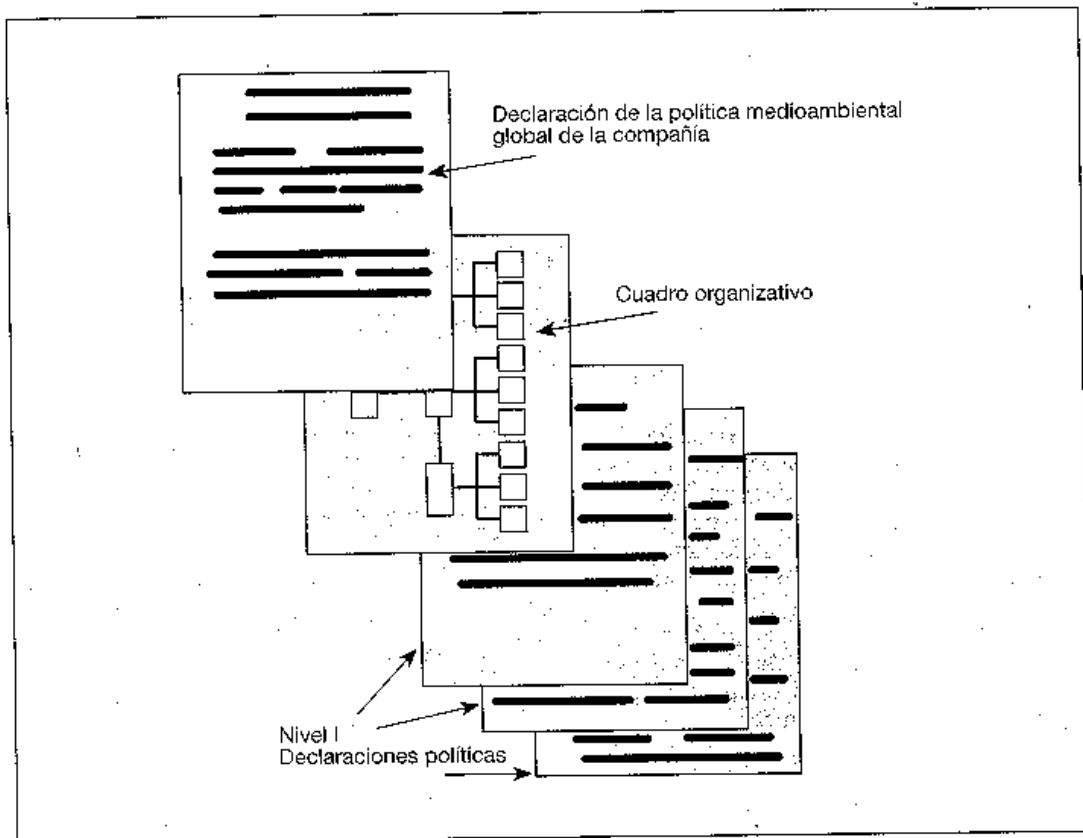 Declaración de la política medioambiental
global de la compañía
Cuadro organizativo
Nivel I
Declaraciones políticas